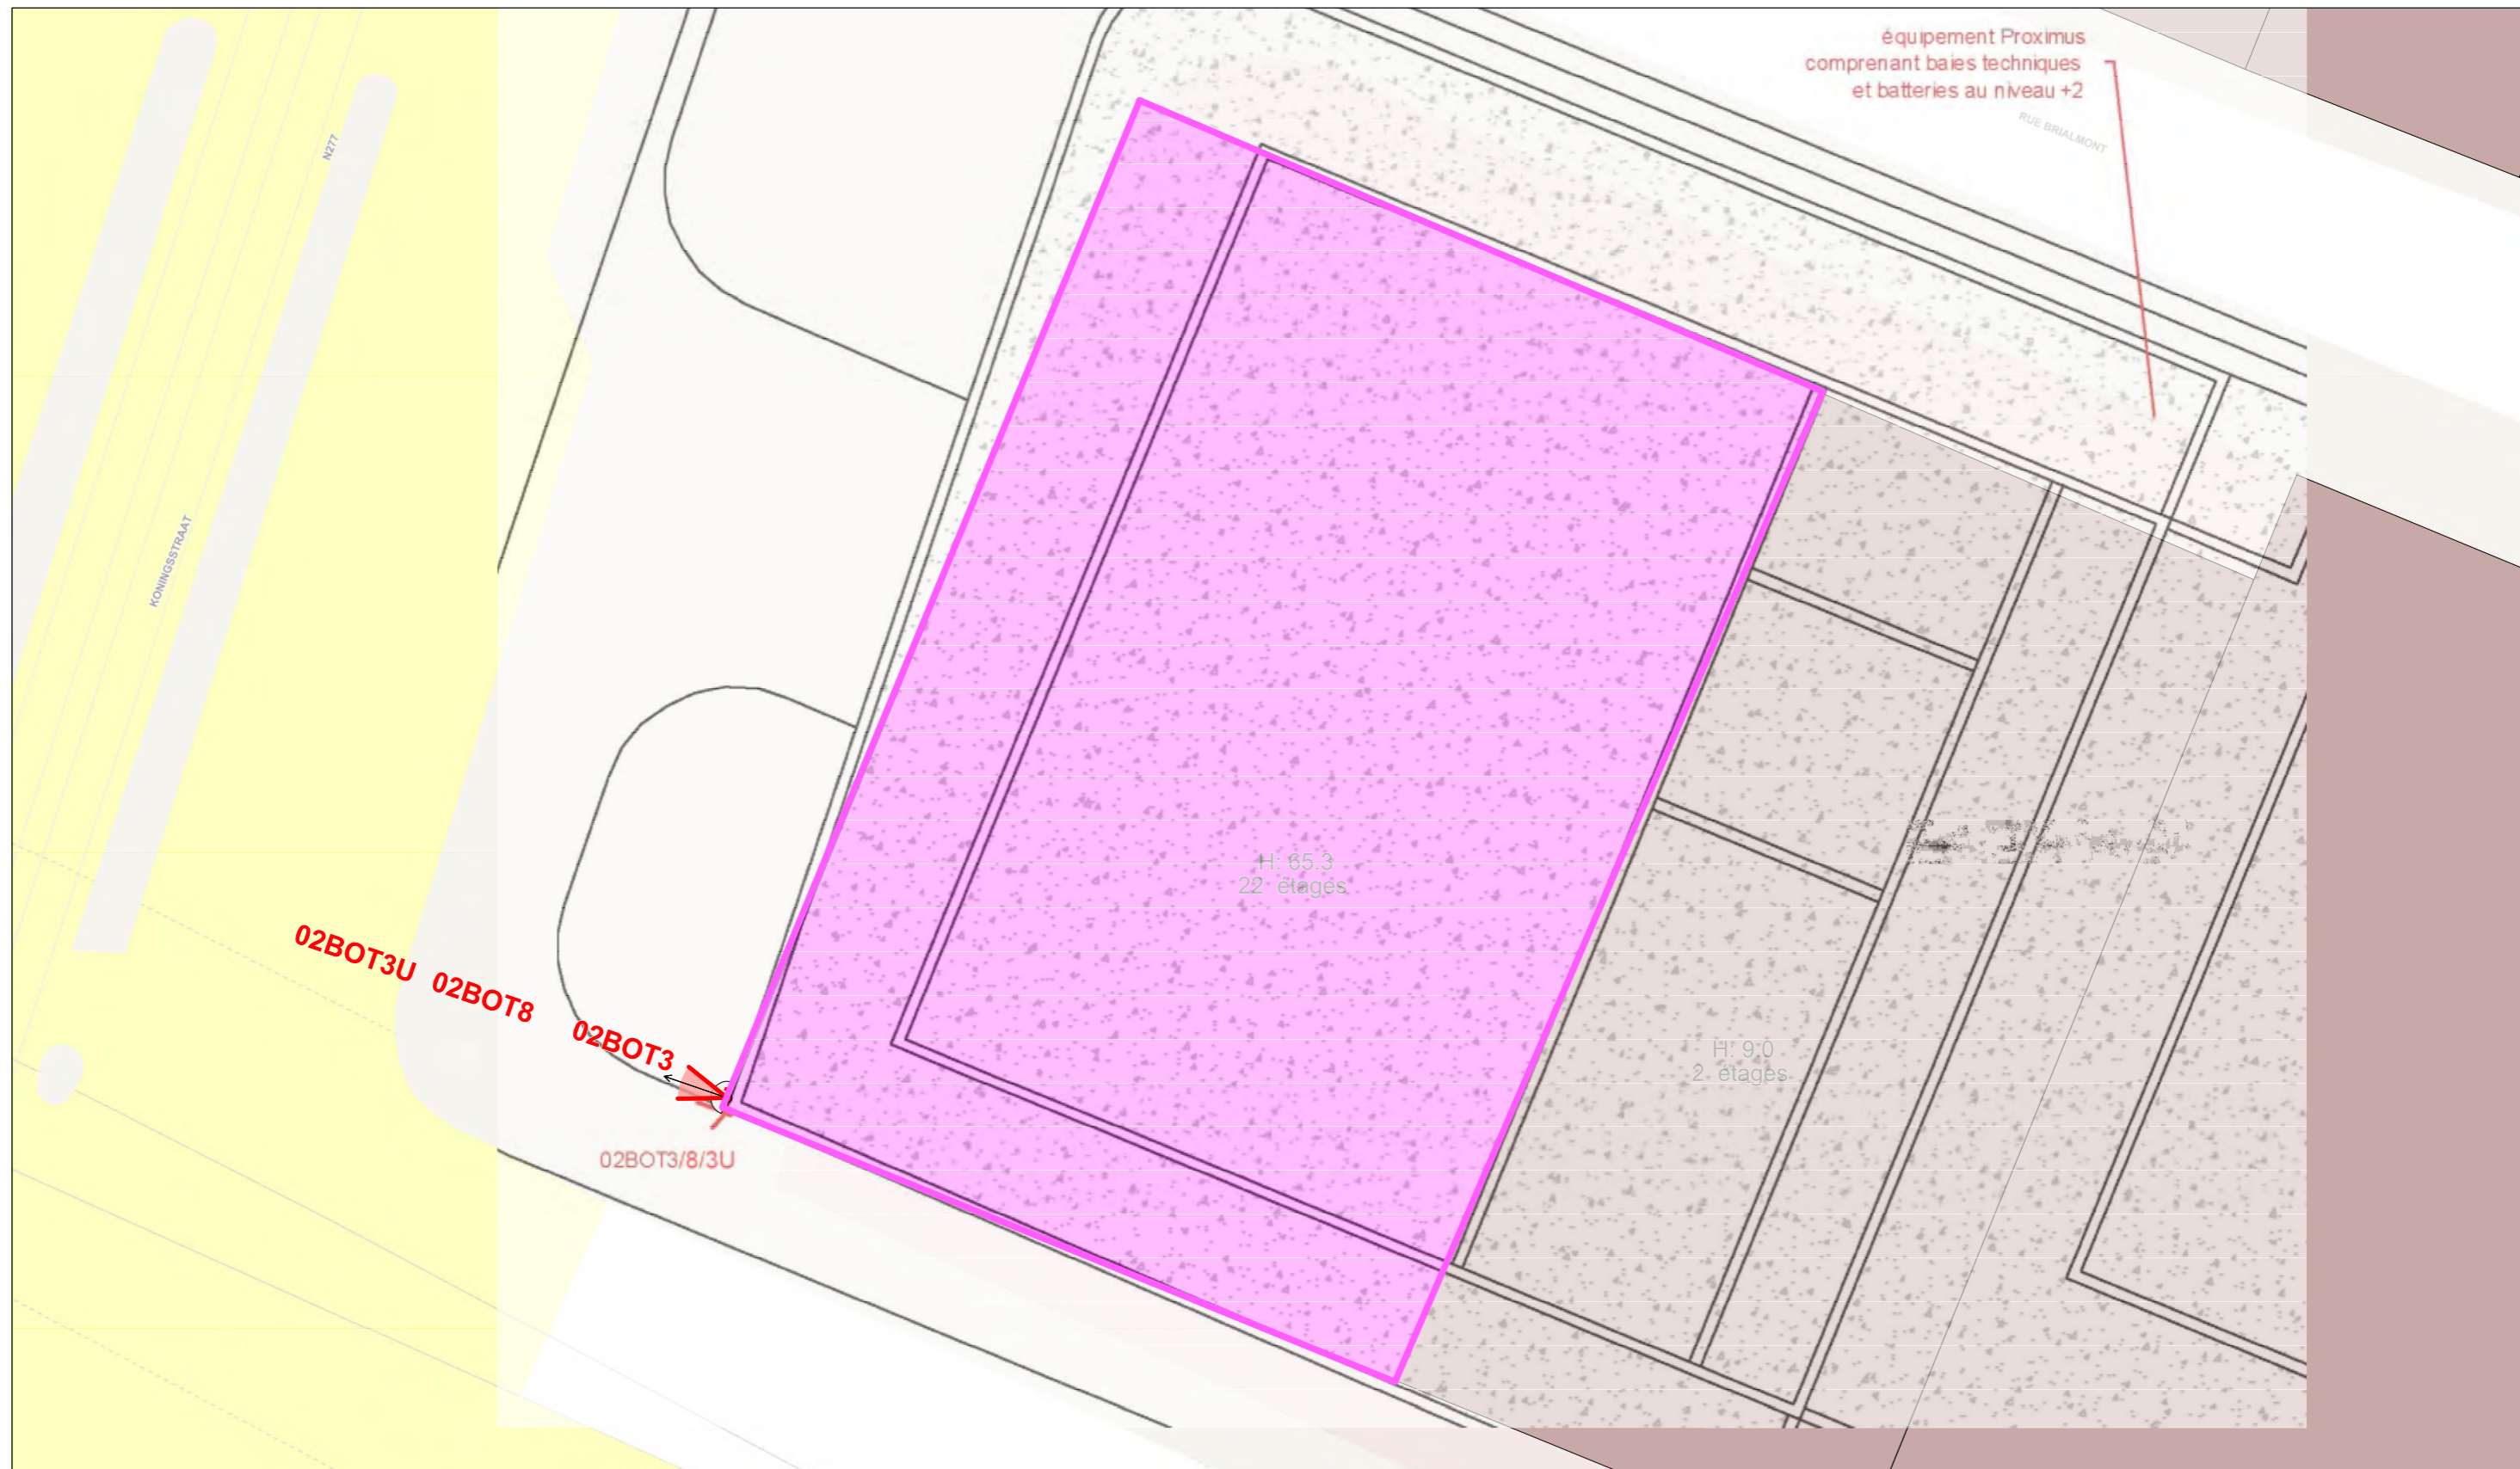 équipement Proximus
comprenant baies techniques
et batteries au niveau +2
RUE BRIALMONT
N277
KONINGSSTRAAT
H: 65.3
22 étages
02BOT3U 02BOT8
02BOT3
H: 9.0
2 étages
02BOT3/8/3U